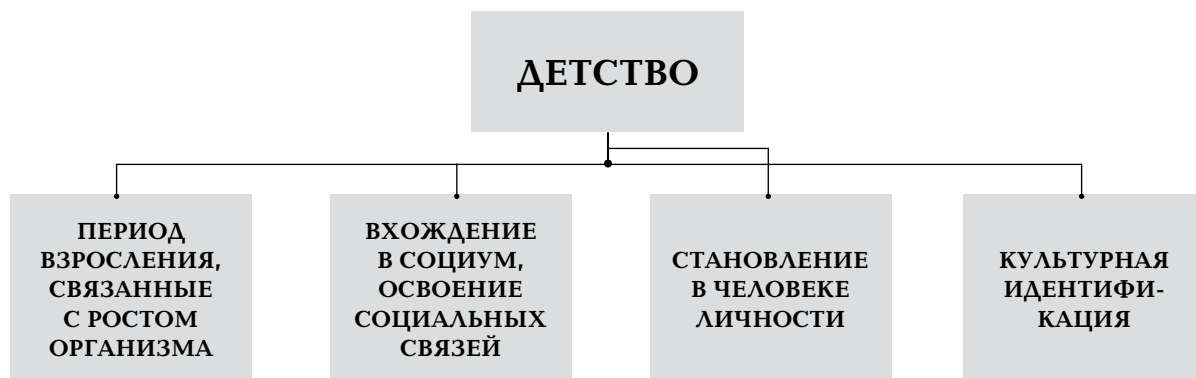 ДЕТСТВО
ПЕРИОД
ВЗРОСЛЕНИЯ,
СВЯЗАННЫЕ
С РОСТОМ
ОРГАНИЗМА
ВХОЖДЕНИЕ
В СОЦИУМ,
ОСВОЕНИЕ
СОЦИАЛЬНЫХ
СВЯЗЕЙ
СТАНОВЛЕНИЕ
В ЧЕЛОВЕКЕ
ЛИЧНОСТИ
КУЛЬТУРНАЯ
ИДЕНТИФИ-
КАЦИЯ